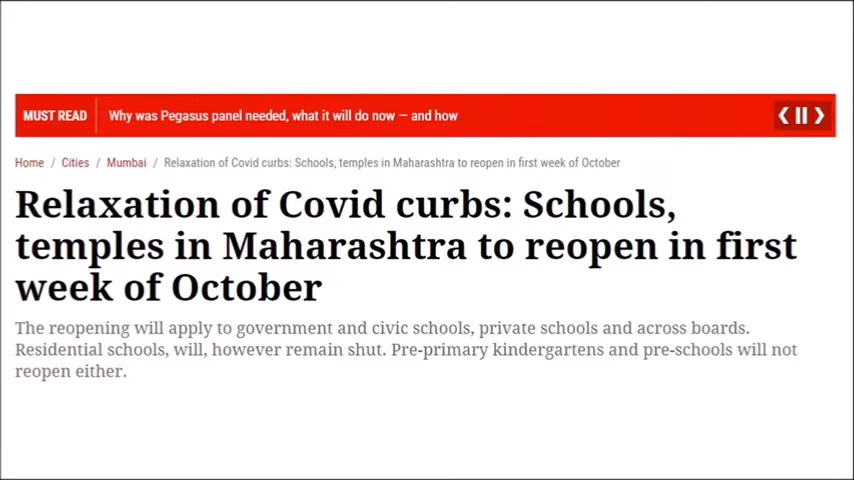 MUST READ Why was Pegasus panel needed, what it will do now — and how
Home / Cities / Mumbai / Relaxation of Covid curbs: Schools, temples in Maharashtra to reopen in first week of October
Relaxation of Covid curbs: Schools,
temples in Maharashtra to reopen in first
week of October
The reopening will apply to government and civic schools, private schools and across boards.
Residential schools, will, however remain shut. Pre-primary kindergartens and pre-schools will not
reopen either.